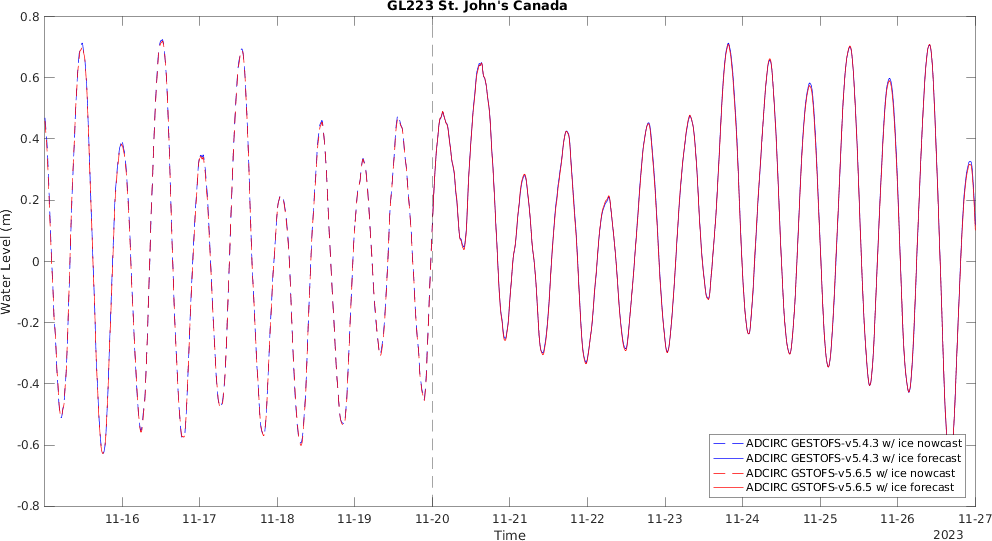 GL223 St. John's Canada
0.8
0.6
0.4
0.2
0
-0.2
-0.4
-0.6
-0.8
Water Level (m)
11-16 11-17 11-18 11-19 11-20 11-21 11-22 11-23 11-24 11-25 11-26 11-27
Time
2023
ADCIRC GESTOFS-v5.4.3 w/ ice nowcast
ADCIRC GESTOFS-v5.4.3 w/ ice forecast
ADCIRC GSTOFS-v5.6.5 w/ ice nowcast
ADCIRC GSTOFS-v5.6.5 w/ ice forecast